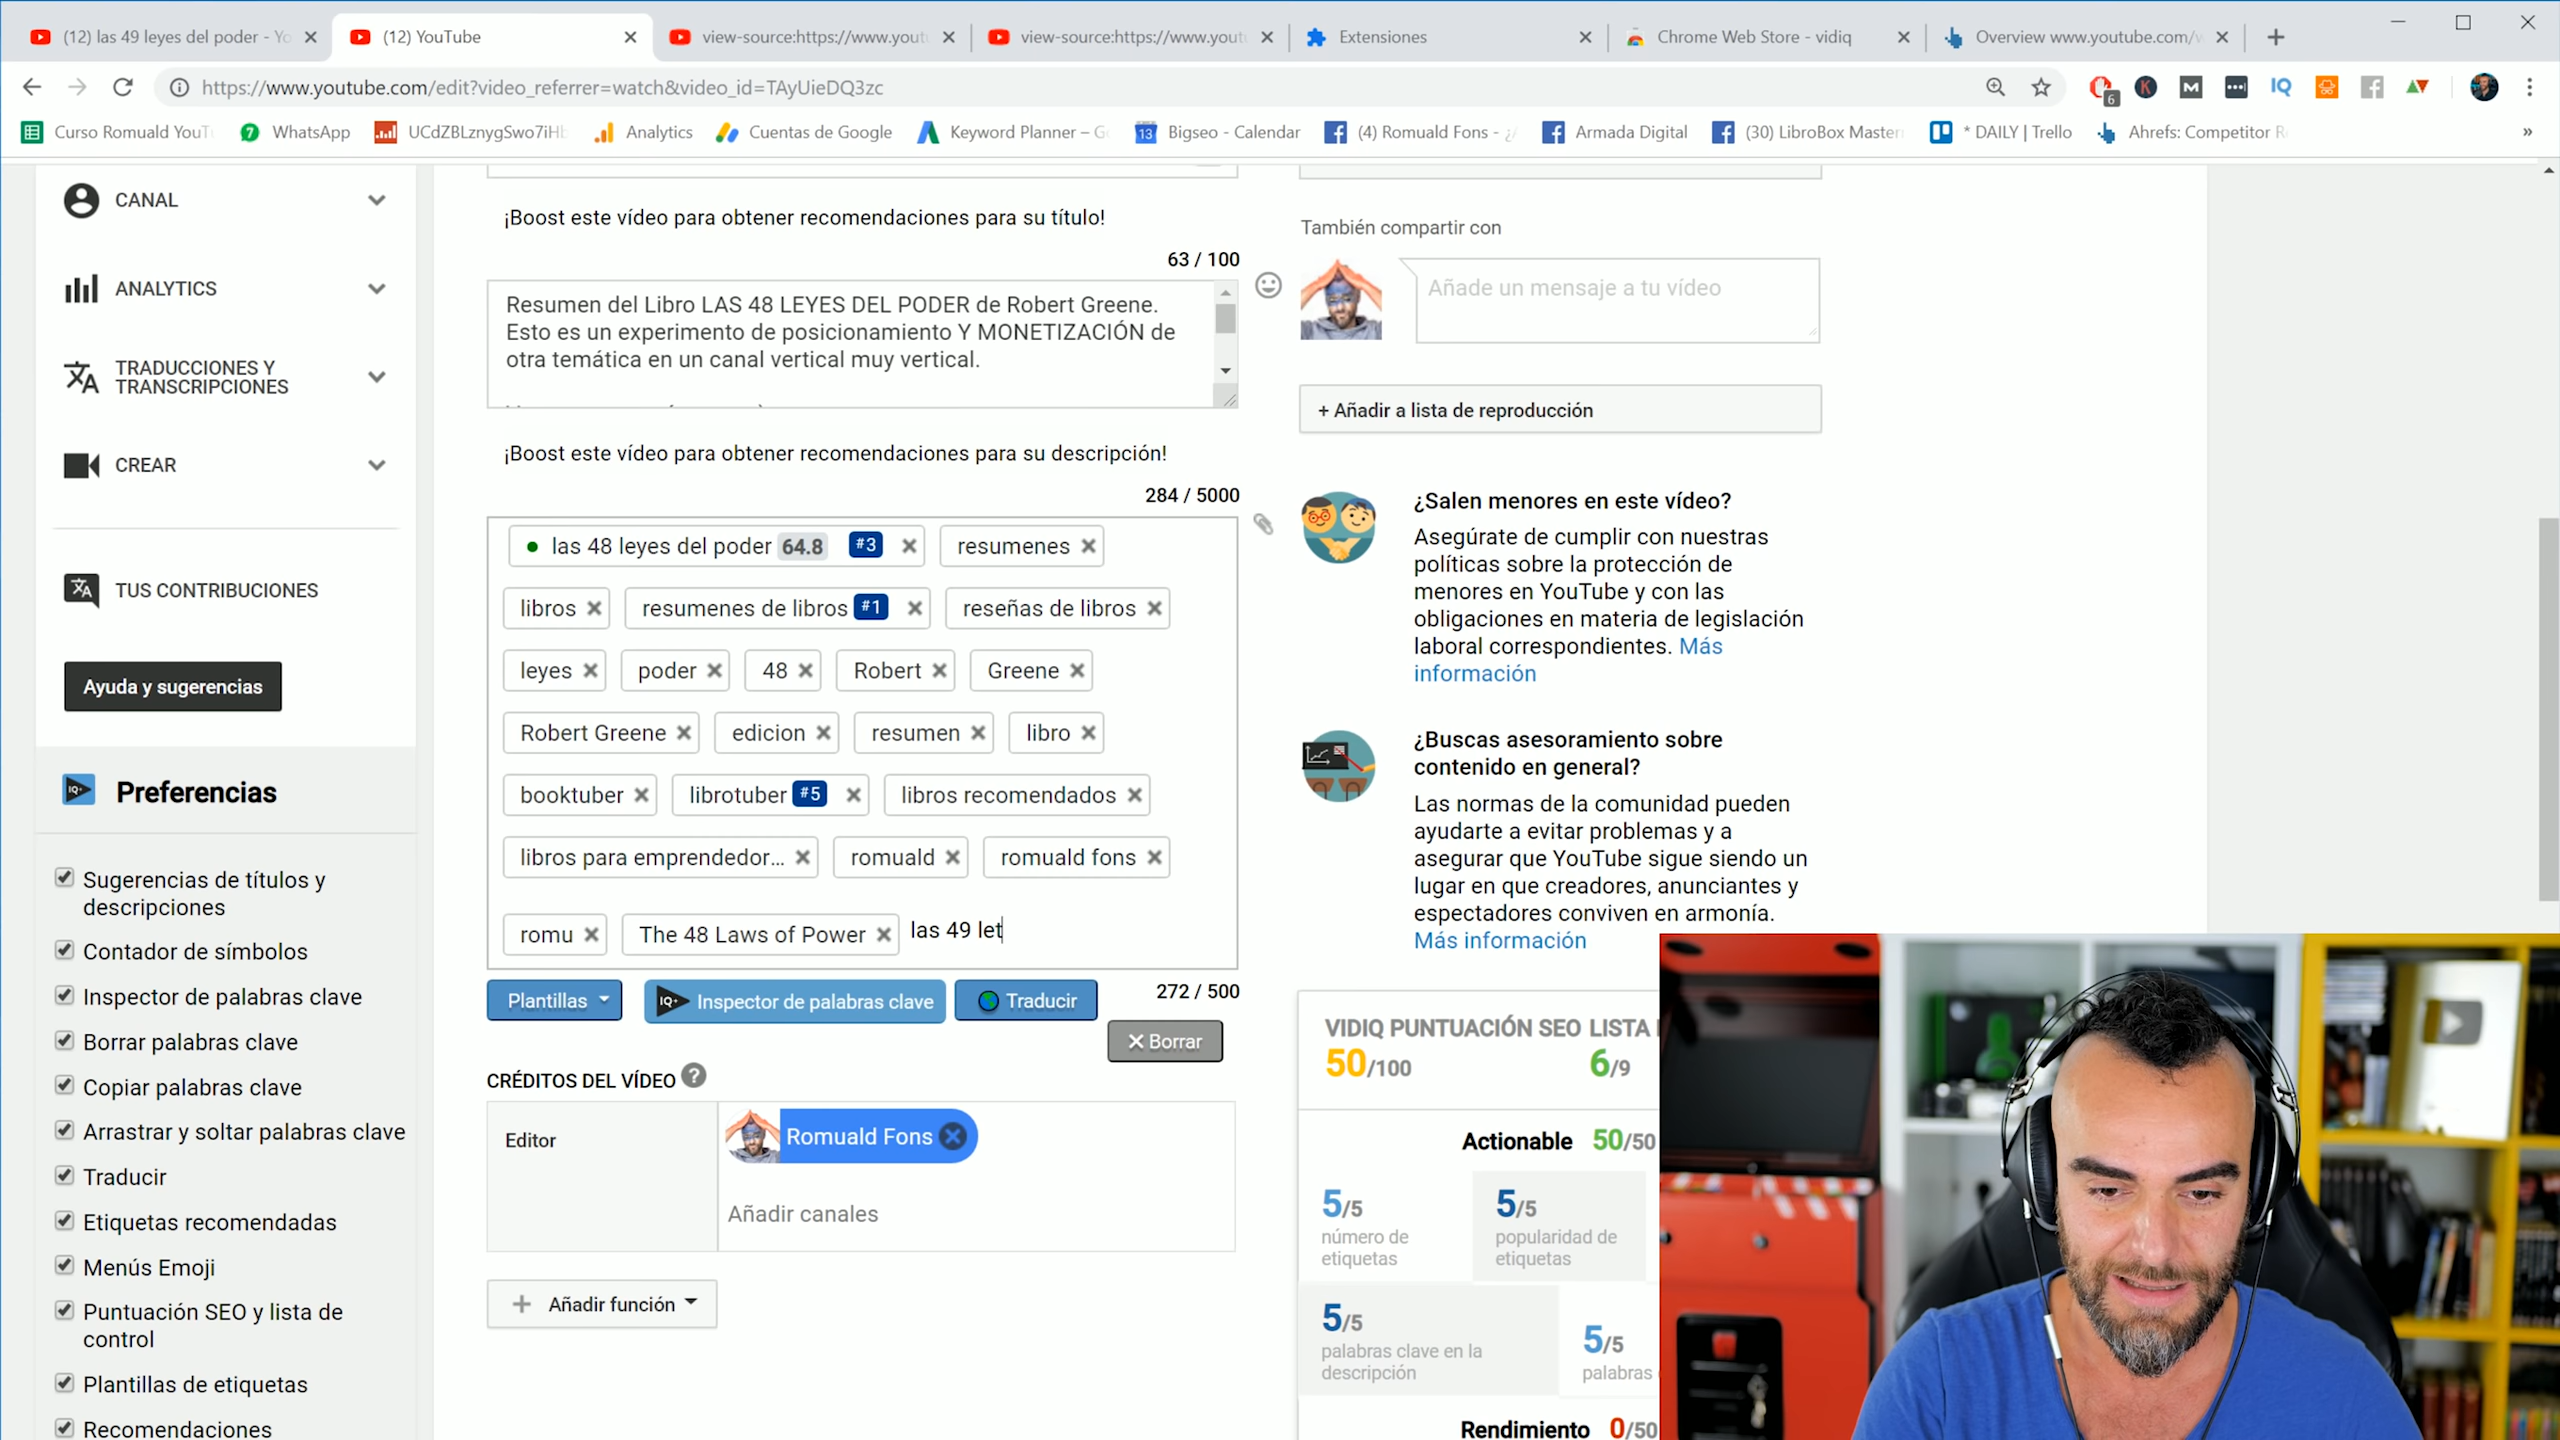 (12) las 49 leyes del poder - Yo
(12) YouTube
view-source:https://www.yout
view-source:https://www.yout
Extensiones
Chrome Web Store - vidiq
Overview www.youtube.com/
https://www.youtube.com/edit?video_referrer=watch&video_id=TAyUieDQ3zc
6
IQ
Curso Romuald YouT
7
WhatsApp
UCdZBLznygSwo7iHb
Analytics
Cuentas de Google
Keyword Planner – G
13
Bigseo - Calendar
(4) Romuald Fons - ¿
Armada Digital
(30) LibroBox Master
* DAILY | Trello
Ahrefs: Competitor R
»
CANAL
ANALYTICS
TRADUCCIONES Y
TRANSCRIPCIONES
CREAR
TUS CONTRIBUCIONES
Ayuda y sugerencias
Preferencias
Sugerencias de títulos y
descripciones
Contador de símbolos
Inspector de palabras clave
Borrar palabras clave
Copiar palabras clave
Arrastrar y soltar palabras clave
Traducir
Etiquetas recomendadas
Menús Emoji
Puntuación SEO y lista de
control
Plantillas de etiquetas
Recomendaciones
¡Boost este vídeo para obtener recomendaciones para su título!
63 / 100
Resumen del Libro LAS 48 LEYES DEL PODER de Robert Greene.
Esto es un experimento de posicionamiento Y MONETIZACIÓN de
otra temática en un canal vertical muy vertical.
¡Boost este vídeo para obtener recomendaciones para su descripción!
284 / 5000
las 48 leyes del poder 64.8 #3
resumenes
libros
resumenes de libros #1
reseñas de libros
leyes
poder
48
Robert
Greene
Robert Greene
edicion
resumen
libro
booktuber
librotuber #5
libros recomendados
libros para emprendedor...
romuald
romuald fons
romu
The 48 Laws of Power
las 49 let
Plantillas
IQ+ Inspector de palabras clave
Traducir
272 / 500
Borrar
CRÉDITOS DEL VÍDEO ?
Editor
Romuald Fons
Añadir canales
+ Añadir función
También compartir con
Añade un mensaje a tu vídeo
+ Añadir a lista de reproducción
¿Salen menores en este vídeo?
Asegúrate de cumplir con nuestras
políticas sobre la protección de
menores en YouTube y con las
obligaciones en materia de legislación
laboral correspondientes. Más
información
¿Buscas asesoramiento sobre
contenido en general?
Las normas de la comunidad pueden
ayudarte a evitar problemas y a
asegurar que YouTube sigue siendo un
lugar en que creadores, anunciantes y
espectadores conviven en armonía.
Más información
VIDIQ PUNTUACIÓN SEO LISTA
50/100
6/9
Actionable 50/50
5/5
número de
etiquetas
5/5
popularidad de
etiquetas
5/5
palabras clave en la
descripción
5/5
palabras
Rendimiento 0/50